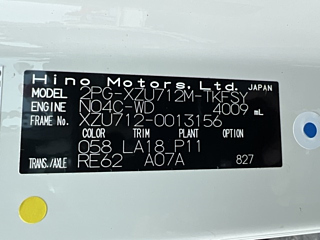 Hino Motors, Ltd. JAPAN
MODEL 2PG-XZU712M-TKFSY
ENGINE N04C-WD 4009 mL
FRAME No. XZU712-0013156
COLOR TRIM PLANT OPTION
058 LA18 P11
TRANS./AXLE RE62 A07A 827